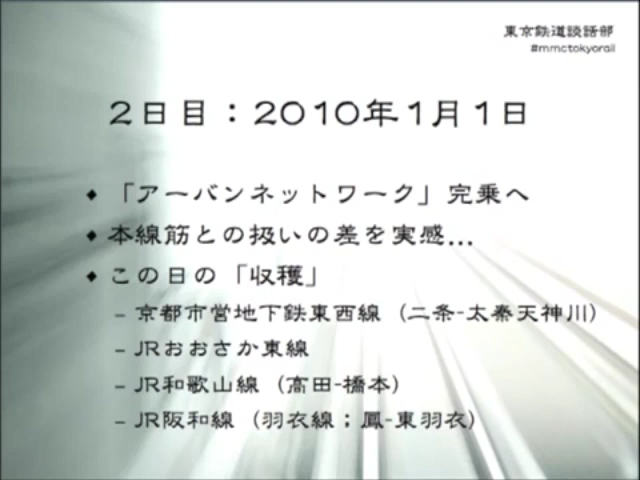 東京鉄道談話部
#mmctokyorail
2日目：2010年1月1日
◆ 「アーバンネットワーク」完乗へ
◆ 本線筋との扱いの差を実感…
◆ この日の「収穫」
– 京都市営地下鉄東西線（二条-太秦天神川）
– JRおおさか東線
– JR和歌山線（高田-橋本）
– JR阪和線（羽衣線；鳳-東羽衣）